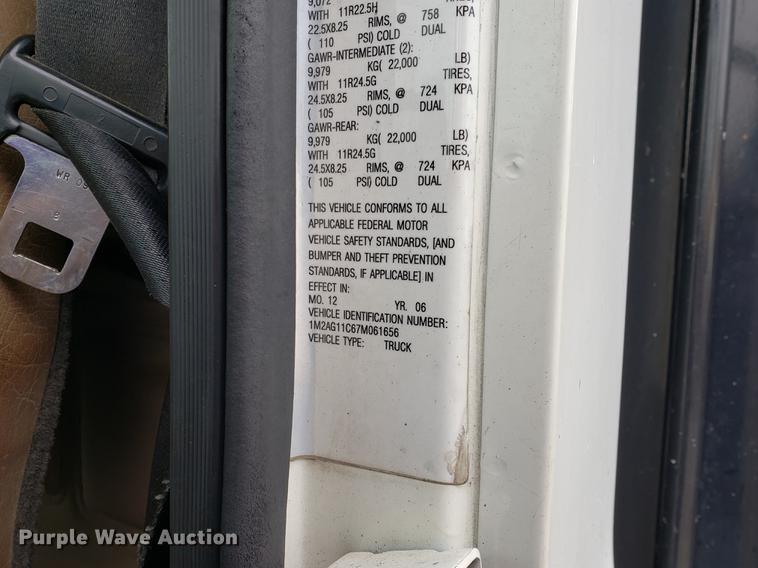 9,072 TIRES,
WITH 11R22.5H
22.5X8.25 RIMS, @ 758 KPA
( 110 PSI) COLD DUAL
GAWR-INTERMEDIATE (2):
9,979 KG( 22,000 LB)
WITH 11R24.5G TIRES,
24.5X8.25 RIMS, @ 724 KPA
( 105 PSI) COLD DUAL
GAWR-REAR:
9,979 KG( 22,000 LB)
WITH 11R24.5G TIRES,
24.5X8.25 RIMS, @ 724 KPA
( 105 PSI) COLD DUAL
THIS VEHICLE CONFORMS TO ALL
APPLICABLE FEDERAL MOTOR
VEHICLE SAFETY STANDARDS, [AND
BUMPER AND THEFT PREVENTION
STANDARDS, IF APPLICABLE] IN
EFFECT IN:
MO. 12 YR. 06
VEHICLE IDENTIFICATION NUMBER:
1M2AG11C67M061656
VEHICLE TYPE: TRUCK
WR 09
B
Purple Wave Auction